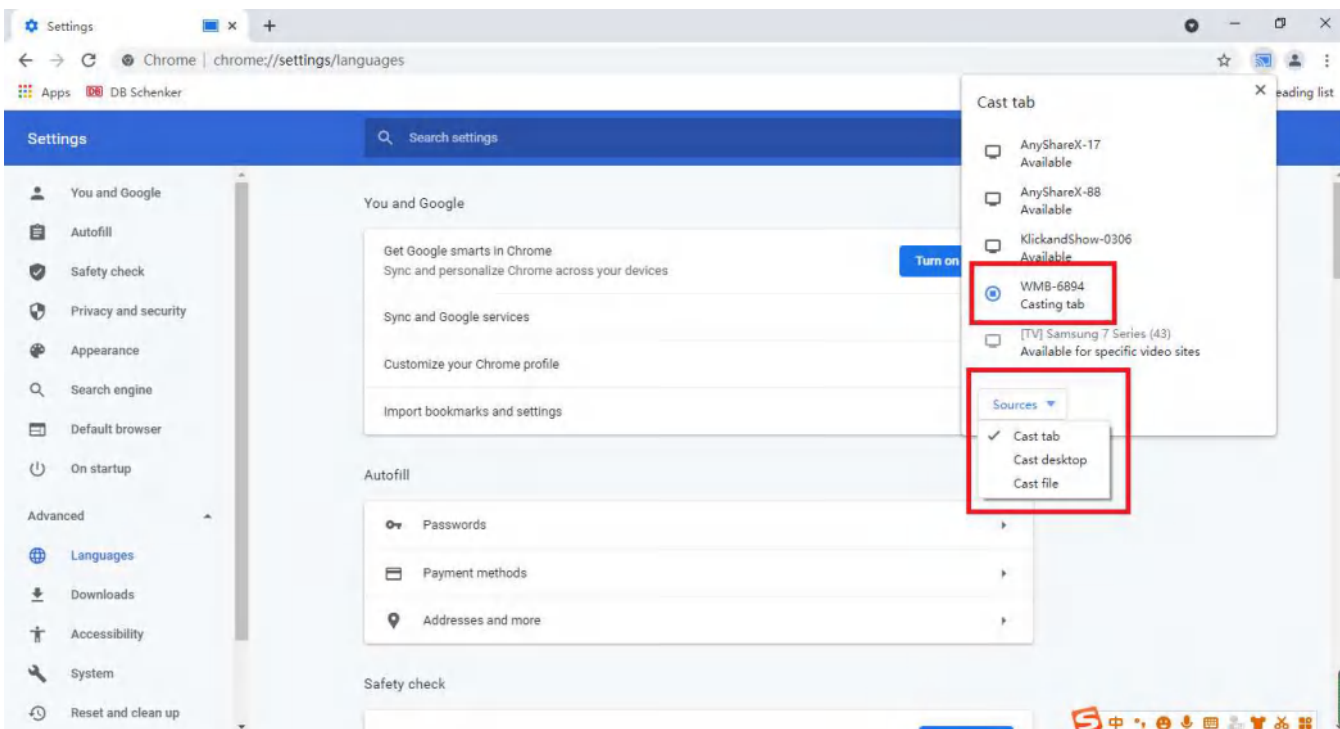 Settings
Chrome | chrome://settings/languages
Apps DB DB Schenker
eading list
Settings
Search settings
You and Google
Autofill
Safety check
Privacy and security
Appearance
Search engine
Default browser
On startup
Advanced
Languages
Downloads
Accessibility
System
Reset and clean up
You and Google
Get Google smarts in Chrome
Sync and personalize Chrome across your devices
Turn on
Sync and Google services
Customize your Chrome profile
Import bookmarks and settings
Autofill
Passwords
Payment methods
Addresses and more
Safety check
Cast tab
AnyShareX-17
Available
AnyShareX-88
Available
KlickandShow-0306
Available
WMB-6894
Casting tab
[TV] Samsung 7 Series (43)
Available for specific video sites
Sources
Cast tab
Cast desktop
Cast file
S 中